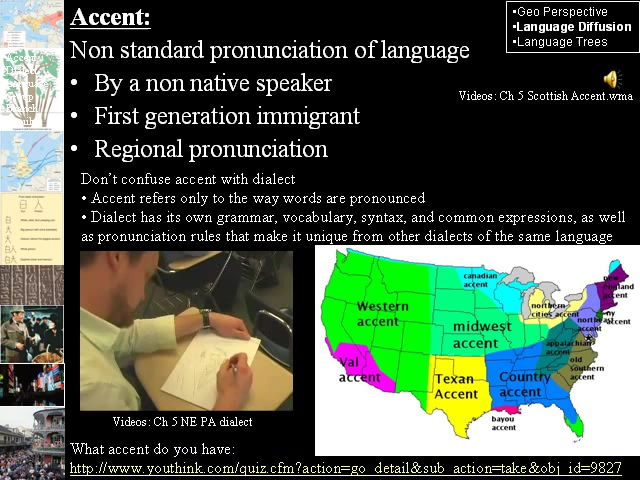 Accent:
Non standard pronunciation of language
• By a non native speaker
• First generation immigrant
• Regional pronunciation
•Geo Perspective
•Language Diffusion
•Language Trees
Videos: Ch 5 Scottish Accent.wma
Don't confuse accent with dialect
• Accent refers only to the way words are pronounced
• Dialect has its own grammar, vocabulary, syntax, and common expressions, as well
as pronunciation rules that make it unique from other dialects of the same language
canadian
accent
new
england
accent
northern
cities accent
ny
accent
Western
accent
midwest
accent
appalachian
accent
old
southern
accent
Val
accent
Texan
Accent
Country
accent
bayou
accent
Videos: Ch 5 NE PA dialect
What accent do you have:
http://www.youthink.com/quiz.cfm?action=go_detail&sub_action=take&obj_id=9827